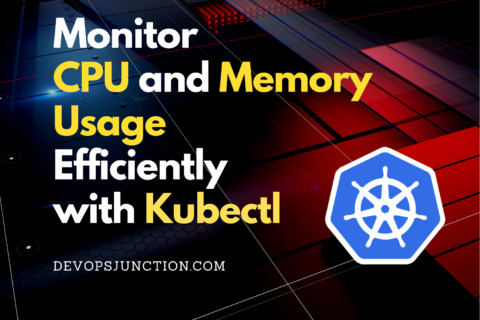 Monitor
CPU and Memory
Usage
Efficiently
with Kubectl
DEVOPSJUNCTION.COM